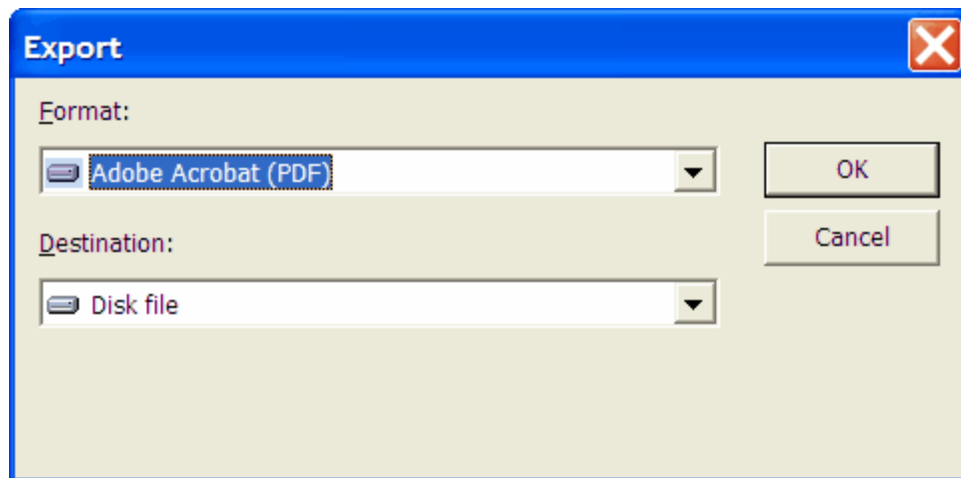 Export
Format:
Adobe Acrobat (PDF)
OK
Destination:
Cancel
Disk file